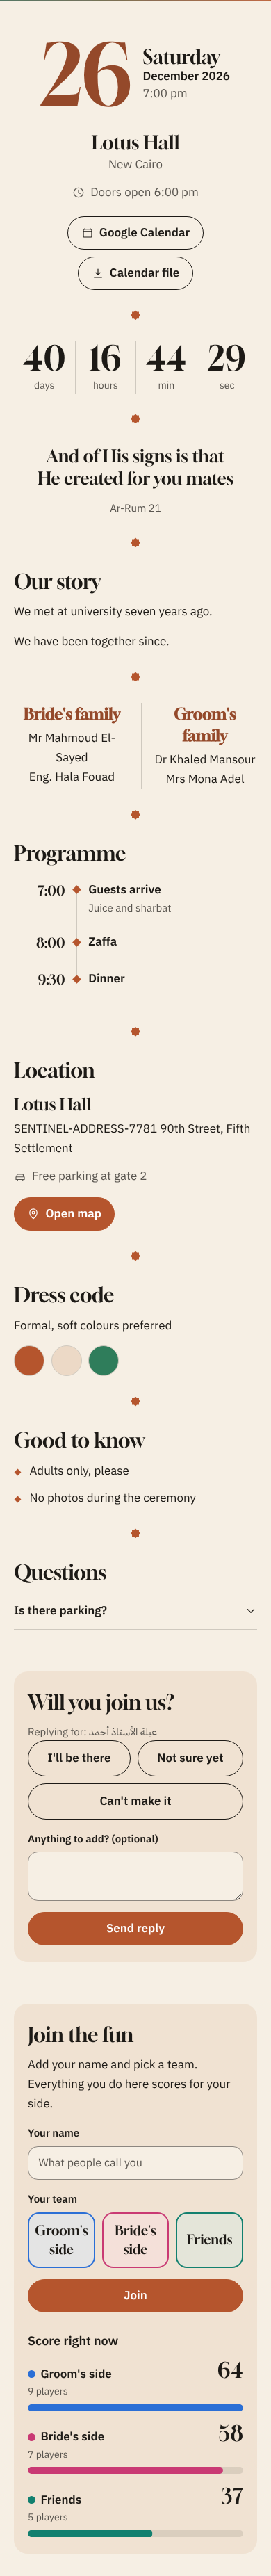 26
Saturday
December 2026
7:00 pm
Lotus Hall
New Cairo
Doors open 6:00 pm
Google Calendar
Calendar file
40 16 44 29
days hours min sec
And of His signs is that
He created for you mates
Ar-Rum 21
Our story
We met at university seven years ago.
We have been together since.
Bride's family
Mr Mahmoud El-
Sayed
Eng. Hala Fouad
Groom's
family
Dr Khaled Mansour
Mrs Mona Adel
Programme
7:00 Guests arrive
Juice and sharbat
8:00 Zaffa
9:30 Dinner
Location
Lotus Hall
SENTINEL-ADDRESS-7781 90th Street, Fifth
Settlement
Free parking at gate 2
Open map
Dress code
Formal, soft colours preferred
Good to know
Adults only, please
No photos during the ceremony
Questions
Is there parking?
Will you join us?
Replying for: عيلة الأستاذ أحمد
I'll be there Not sure yet
Can't make it
Anything to add? (optional)
Send reply
Join the fun
Add your name and pick a team.
Everything you do here scores for your
side.
Your name
What people call you
Your team
Groom's
side
Bride's
side
Friends
Join
Score right now
Groom's side 64
9 players
Bride's side 58
7 players
Friends 37
5 players